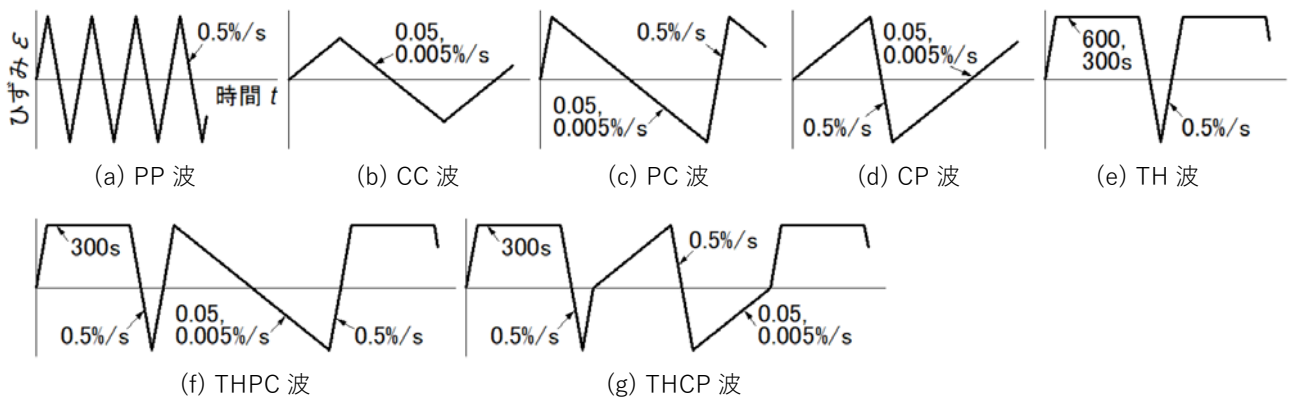 ひずみ ε
0.5%/s
時間 t
(a) PP 波
0.05,
0.005%/s
(b) CC 波
0.5%/s
0.05,
0.005%/s
(c) PC 波
0.05,
0.005%/s
0.5%/s
(d) CP 波
600,
300s
0.5%/s
(e) TH 波
300s
0.5%/s
0.05,
0.005%/s
0.5%/s
(f) THPC 波
300s
0.5%/s
0.5%/s
0.05,
0.005%/s
(g) THCP 波